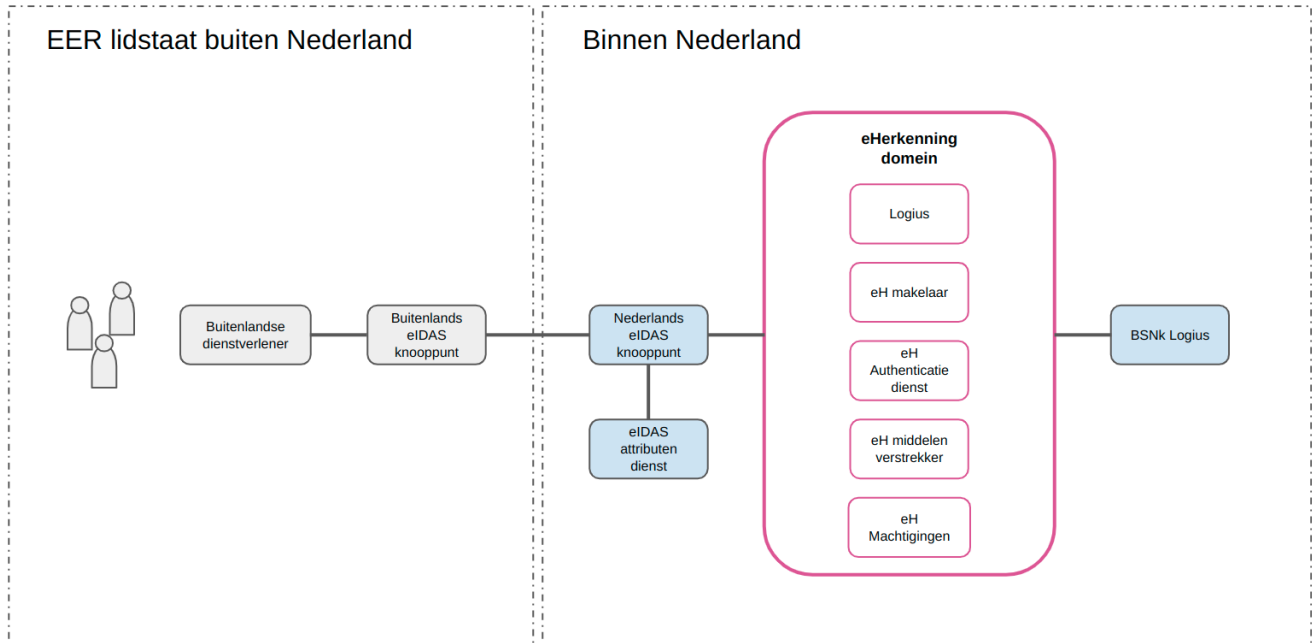 EER lidstaat buiten Nederland
Binnen Nederland
eHerkenning
domein
Logius
eH makelaar
eH
Authenticatie
dienst
eH middelen
verstrekker
eH
Machtigingen
Buitenlandse
dienstverlener
Buitenlands
eIDAS
knooppunt
Nederlands
eIDAS
knooppunt
eIDAS
attributen
dienst
BSNk Logius